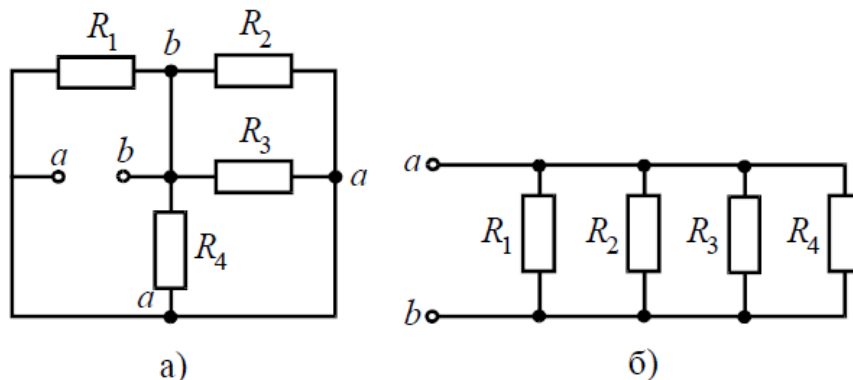 R1 b R2
a b R3 a
R4
a
а)
a
R1 R2 R3 R4
b
б)